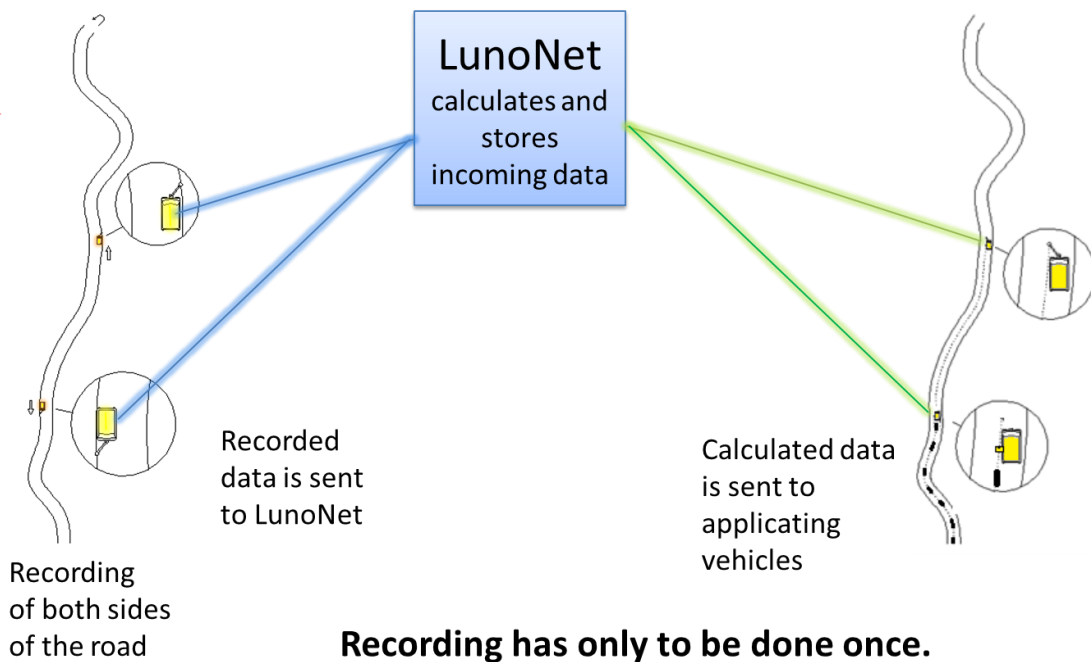 LunoNet
calculates and
stores
incoming data
Recorded
data is sent
to LunoNet
Calculated data
is sent to
applicating
vehicles
Recording
of both sides
of the road
Recording has only to be done once.